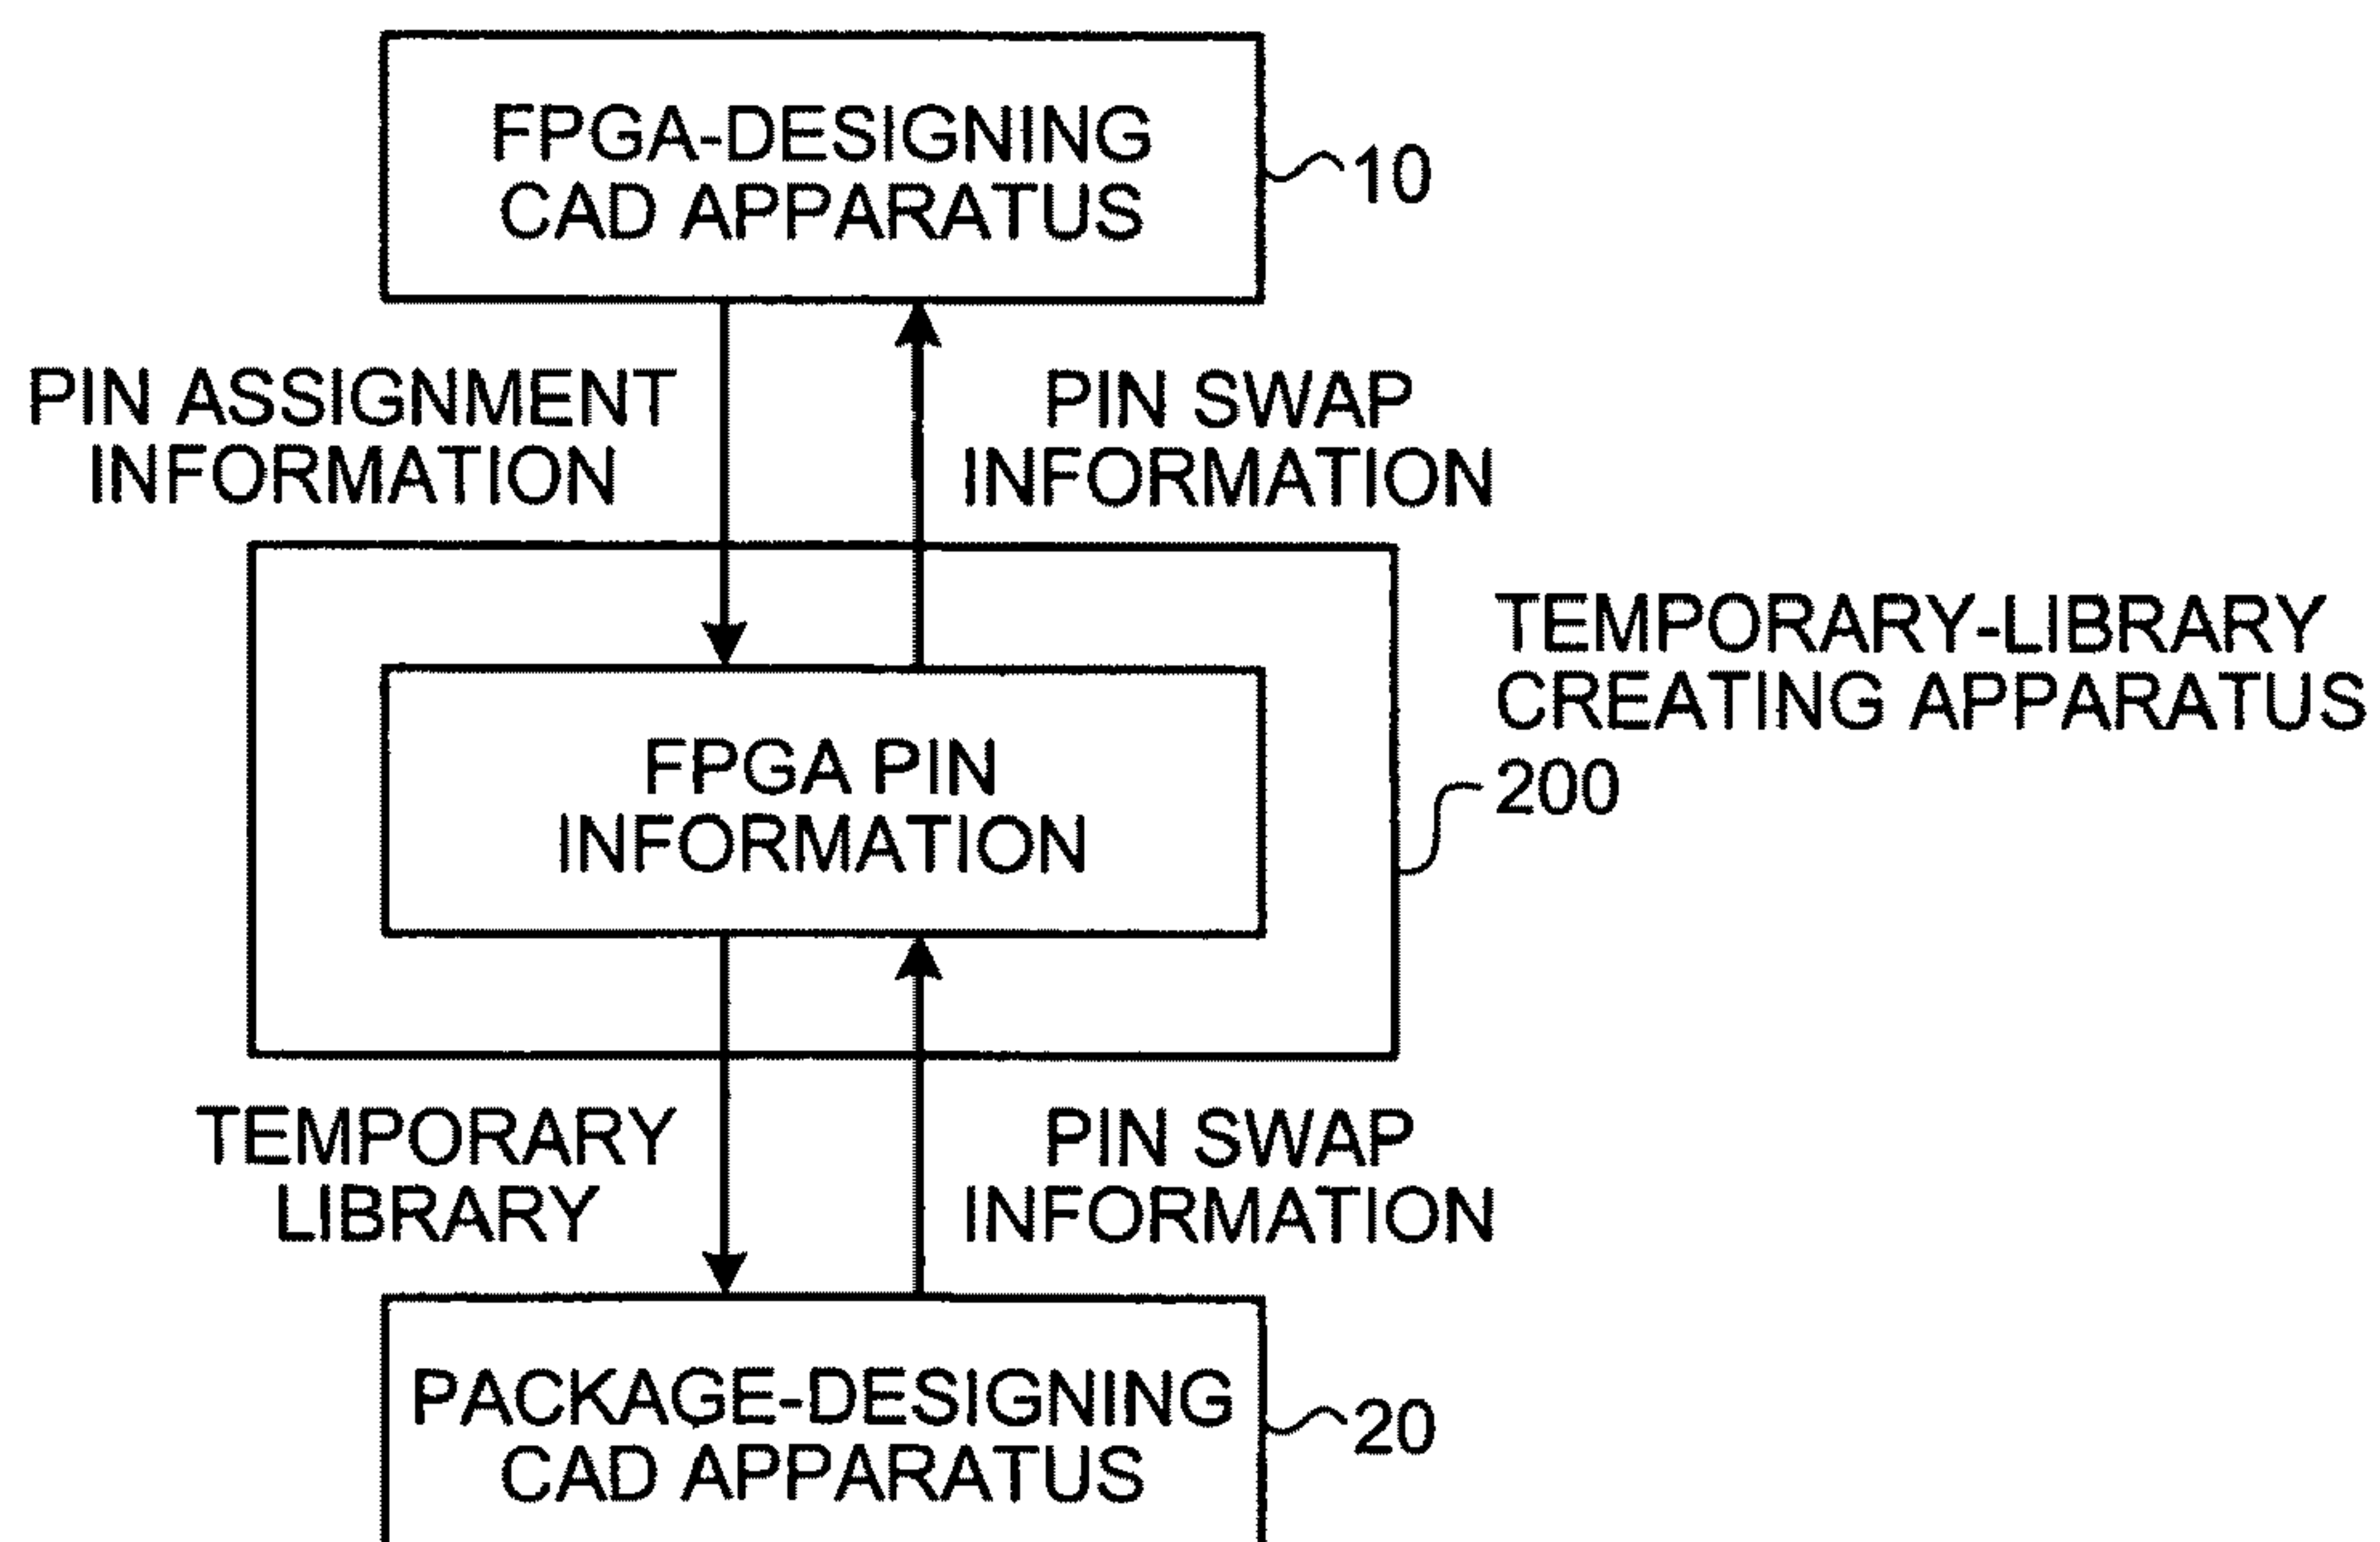 FPGA-DESIGNING
CAD APPARATUS
10
PIN ASSIGNMENT
INFORMATION
PIN SWAP
INFORMATION
TEMPORARY-LIBRARY
CREATING APPARATUS
200
FPGA PIN
INFORMATION
TEMPORARY
LIBRARY
PIN SWAP
INFORMATION
PACKAGE-DESIGNING
CAD APPARATUS
20